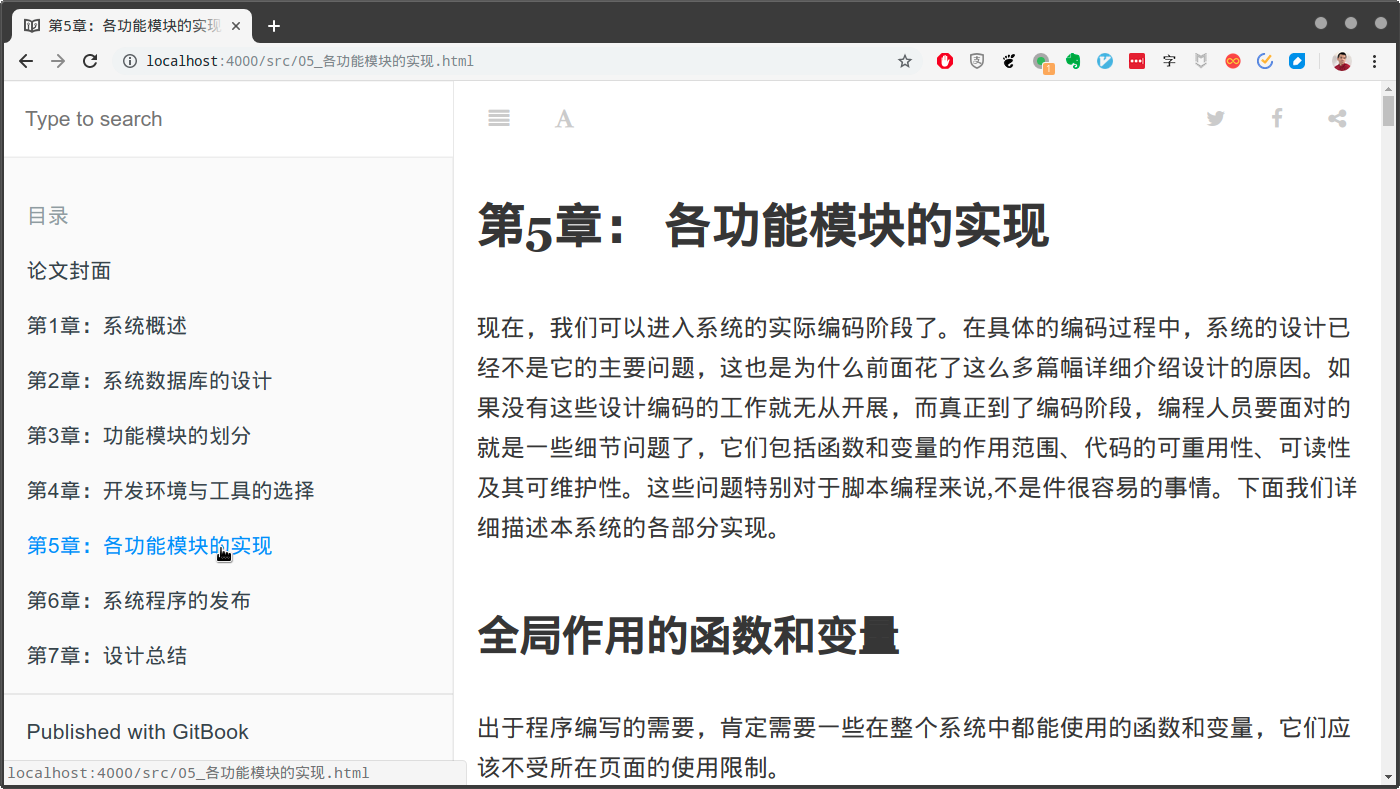 第5章：各功能模块的实现
localhost:4000/src/05_各功能模块的实现.html
字
Type to search
A
目录
论文封面
第1章：系统概述
第2章：系统数据库的设计
第3章：功能模块的划分
第4章：开发环境与工具的选择
第5章：各功能模块的实现
第6章：系统程序的发布
第7章：设计总结
Published with GitBook
localhost:4000/src/05_各功能模块的实现.html
第5章： 各功能模块的实现
现在，我们可以进入系统的实际编码阶段了。在具体的编码过程中，系统的设计已
经不是它的主要问题，这也是为什么前面花了这么多篇幅详细介绍设计的原因。如
果没有这些设计编码的工作就无从开展，而真正到了编码阶段，编程人员要面对的
就是一些细节问题了，它们包括函数和变量的作用范围、代码的可重用性、可读性
及其可维护性。这些问题特别对于脚本编程来说,不是件很容易的事情。下面我们详
细描述本系统的各部分实现。
全局作用的函数和变量
出于程序编写的需要，肯定需要一些在整个系统中都能使用的函数和变量，它们应
该不受所在页面的使用限制。